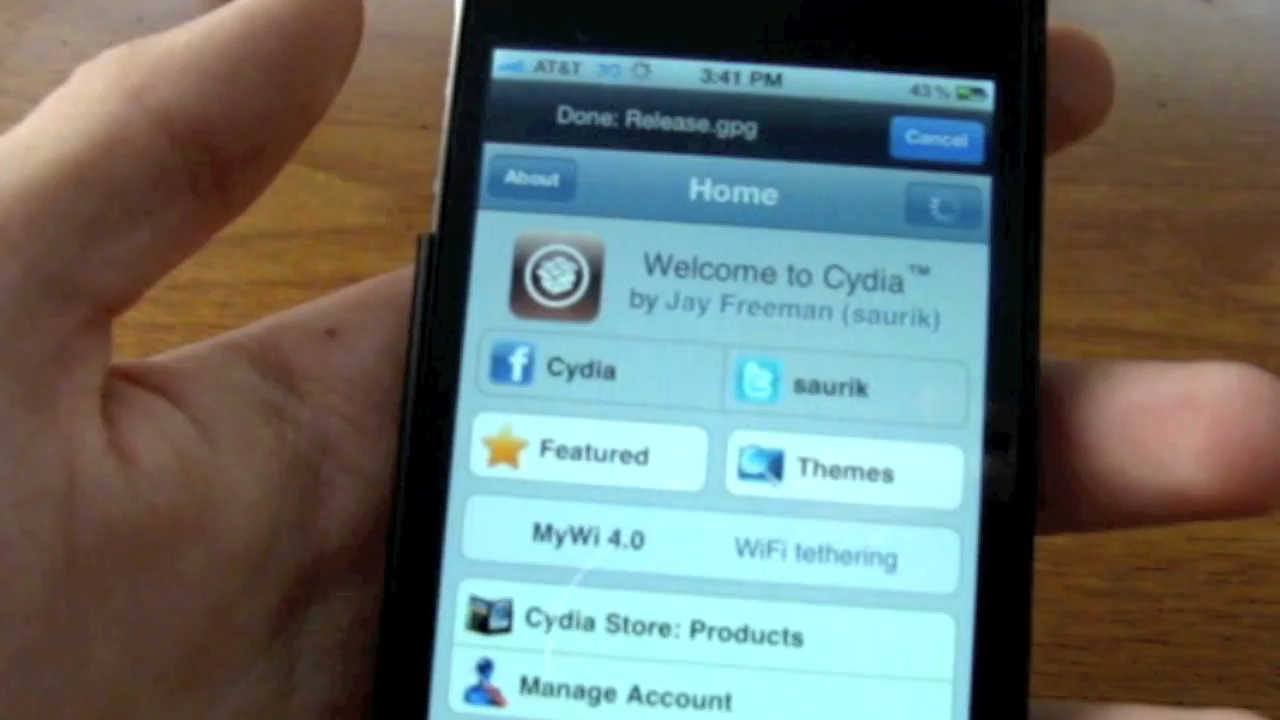 AT&T 3G 3:41 PM 43%
Done: Release.gpg Cancel
About Home
Welcome to Cydia™
by Jay Freeman (saurik)
Cydia saurik
Featured Themes
MyWi 4.0 WiFi tethering
Cydia Store: Products
Manage Account